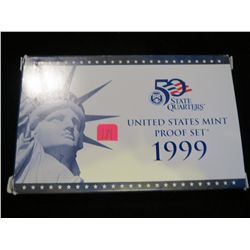 50
STATE
QUARTERS®
UNITED STATES MINT
PROOF SET®
1999